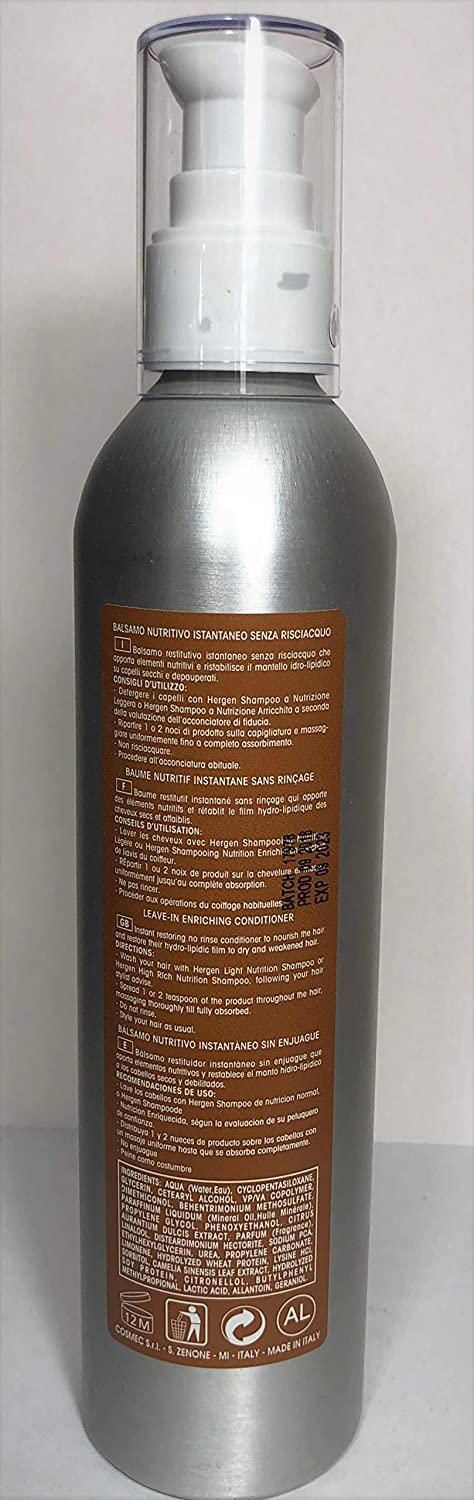 BALSAMO NUTRITIVO ISTANTANEO SENZA RISCIACQUO
I Balsamo restitutivo istantaneo senza risciacquo che
apporta elementi nutritivi e ristabilisce il mantello idro-lipidico
su capelli secchi e depauperati.
CONSIGLI D'UTILIZZO:
- Detergere i capelli con Hergen Shampoo a Nutrizione
Leggera o Hergen Shampoo a Nutrizione Arricchita a seconda
della valutazione dell'acconciatore di fiducia.
- Ripartire 1 o 2 noci di prodotto sulla capigliatura e massag-
giare uniformemente fino a completo assorbimento.
- Non risciacquare.
- Procedere all'acconciatura abituale.
BAUME NUTRITIF INSTANTANE SANS RINÇAGE
F Baume restitutif instantané sans rinçage qui apporte
des éléments nutritifs et rétablit le film hydro-lipidique des
cheveux secs et affaiblis.
CONSEILS D'UTILISATION:
- Laver les cheveux avec Hergen Shampooing
Légère ou Hergen Shampooing Nutrition Enrichie
de l'avis du coiffeur.
- Répartir 1 ou 2 noix de produit sur la chevelure et
uniformément jusqu'au complète absorption.
- Ne pas rincer.
- Procéder aux opérations du coiffage habituelles.
BATCH
PROD 09 2018
EXP 09 2023
LEAVE-IN ENRICHING CONDITIONER
GB Instant restoring no rinse conditioner to nourish the hair
and restore their hydro-lipidic film to dry and weakened hair.
DIRECTIONS:
- Wash your hair with Hergen Light Nutrition Shampoo or
Hergen High Rich Nutrition Shampoo, following your hair
stylist advise.
- Spread 1 or 2 teaspoon of the product throughout the hair,
massaging thoroughly till fully absorbed.
- Do not rinse.
- Style your hair as usual.
BÁLSAMO NUTRITIVO INSTANTÁNEO SIN ENJUAGUE
E Bálsamo restituidor instantáneo sin enjuague que
aporta elementos nutritivos y restablece el manto hidro-lipídico
a los cabellos secos y debilitados.
RECOMENDACIONES DE USO:
- Lave los cabellos con Hergen Shampoo de nutricion normal,
o Hergen Shampoode
- Nutricion Enriquecida, ségun la evaluacion de su peluquero
de confianza.
- Distribuya 1 y 2 nueces de producto sobre los cabellos con
un masaje uniforme hasta que se absorba completamente.
- No enjuague
- Peine como costumbre
INGREDIENTS: AQUA (Water,Eau), CYCLOPENTASILOXANE,
GLYCERIN, CETEARYL ALCOHOL, VP/VA COPOLYMER,
DIMETHICONOL, BEHENTRIMONIUM METHOSULFATE,
PARAFFINUM LIQUIDUM (Mineral Oil,Huile Minérale),
PROPYLENE GLYCOL, PHENOXYETHANOL, CITRUS
AURANTIUM DULCIS EXTRACT, PARFUM (Fragrance),
LINALOOL, DISTEARDIMONIUM HECTORITE, SODIUM PCA,
ETHYLHEXYLGLYCERIN, UREA, PROPYLENE CARBONATE,
LIMONENE, HYDROLYZED WHEAT PROTEIN, LYSINE HCL,
SORBITOL, CAMELIA SINENSIS LEAF EXTRACT, HYDROLYZED
SOY PROTEIN, CITRONELLOL, BUTYLPHENYL
METHYLPROPIONAL, LACTIC ACID, ALLANTOIN, GERANIOL.
12M
AL
COSMEC S.r.l. - S. ZENONE - MI - ITALY - MADE IN ITALY